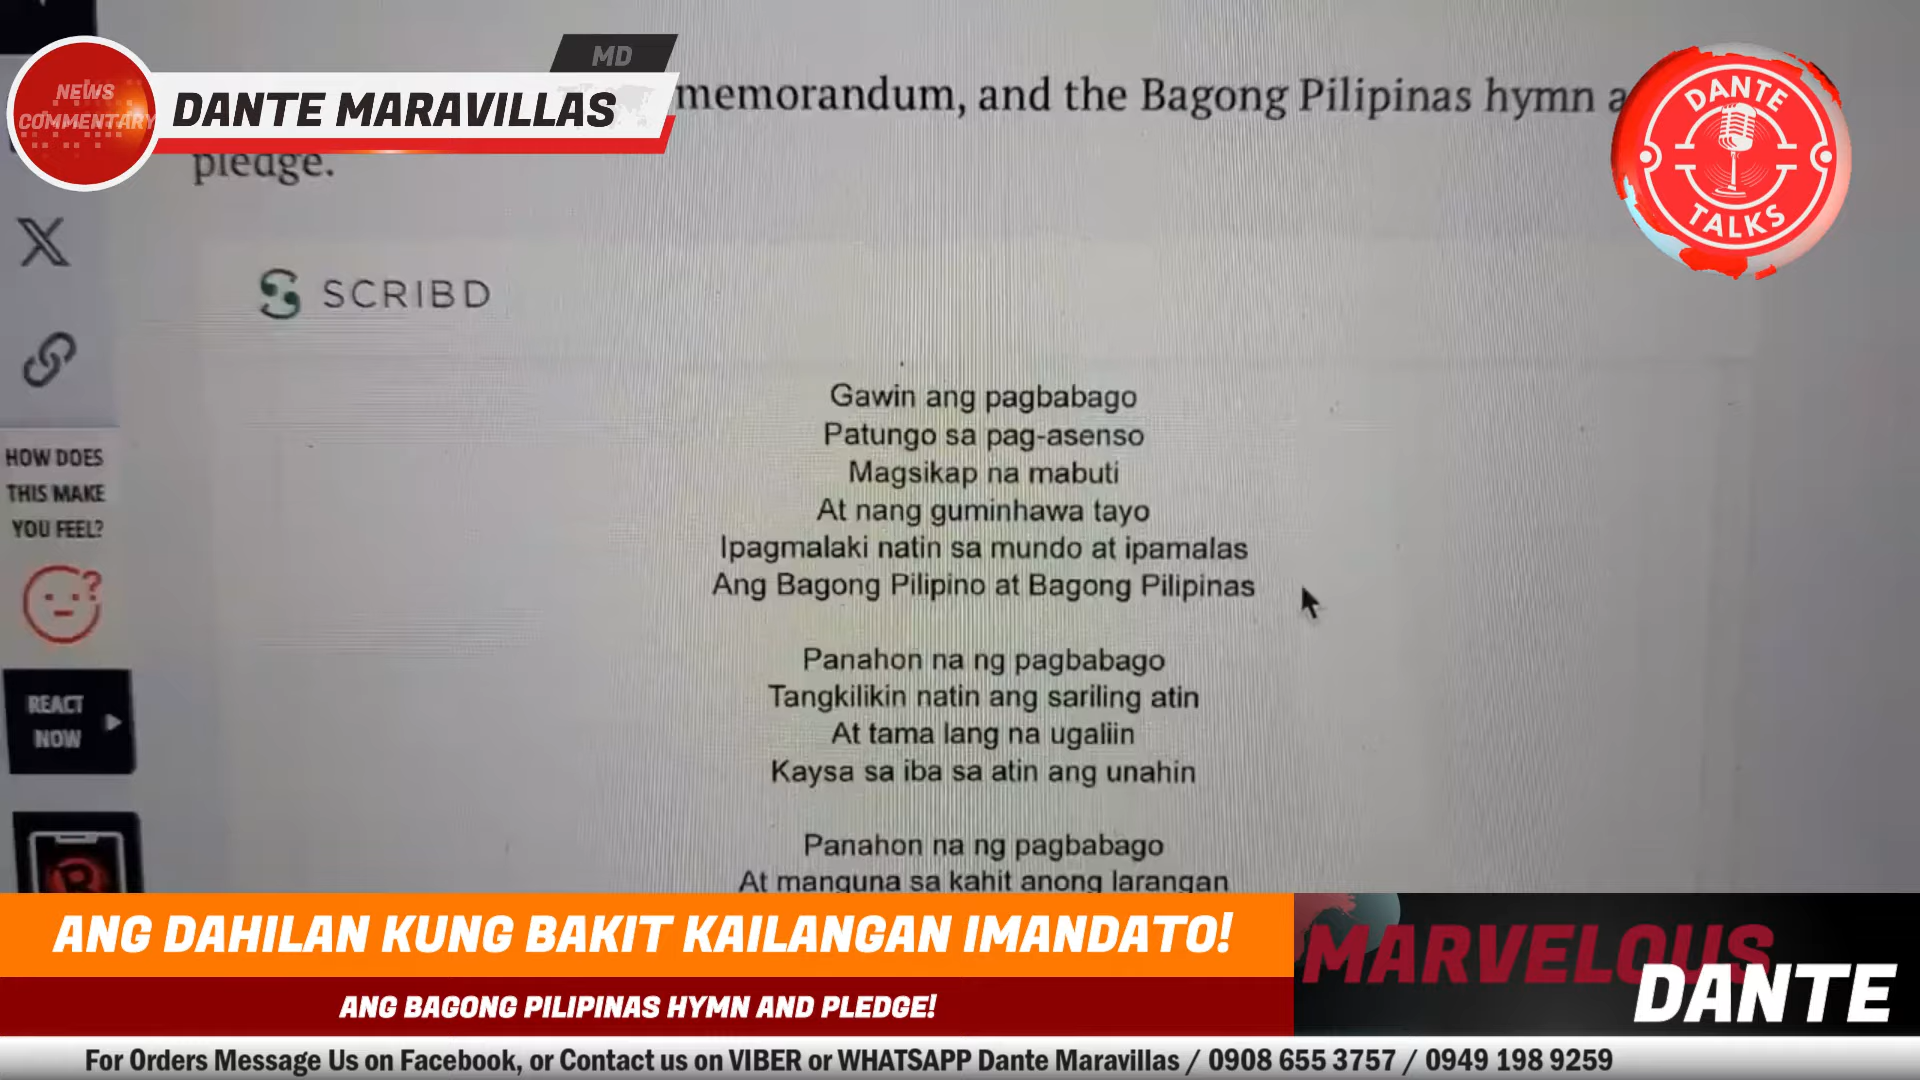 MD
NEWS
COMMENTARY
DANTE MARAVILLAS
memorandum, and the Bagong Pilipinas hymn a
pledge.
DANTE
TALKS
SCRIBD
HOW DOES
THIS MAKE
YOU FEEL?
REACT
NOW
Gawin ang pagbabago
Patungo sa pag-asenso
Magsikap na mabuti
At nang guminhawa tayo
Ipagmalaki natin sa mundo at ipamalas
Ang Bagong Pilipino at Bagong Pilipinas
Panahon na ng pagbabago
Tangkilikin natin ang sariling atin
At tama lang na ugaliin
Kaysa sa iba sa atin ang unahin
Panahon na ng pagbabago
At manguna sa kahit anong larangan
ANG DAHILAN KUNG BAKIT KAILANGAN IMANDATO!
ANG BAGONG PILIPINAS HYMN AND PLEDGE!
MARVELOUS
DANTE
For Orders Message Us on Facebook, or Contact us on VIBER or WHATSAPP Dante Maravillas / 0908 655 3757 / 0949 198 9259